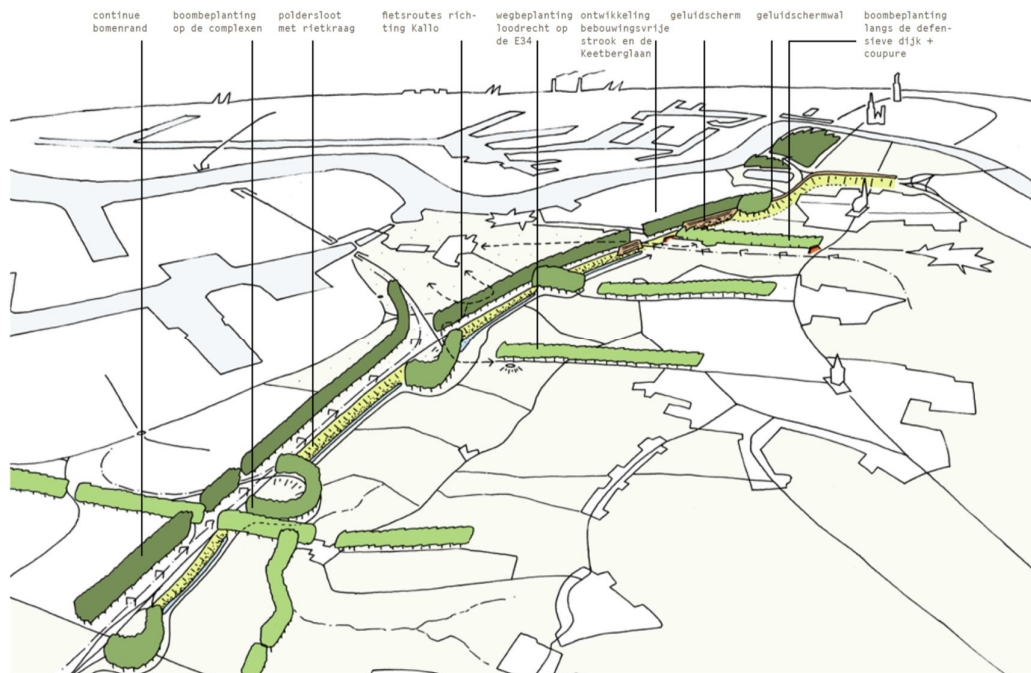 continue
bomenrand
boombeplanting
op de complexen
poldersloot
met rietkraag
fietsroutes rich-
ting Kallo
wegbeplanting
loodrecht op
de E34
ontwikkeling
bebouwingsvrije
strook en de
Keetberglaan
geluidscherm
geluidschermwal
boombeplanting
langs de defen-
sieve dijk +
coupure